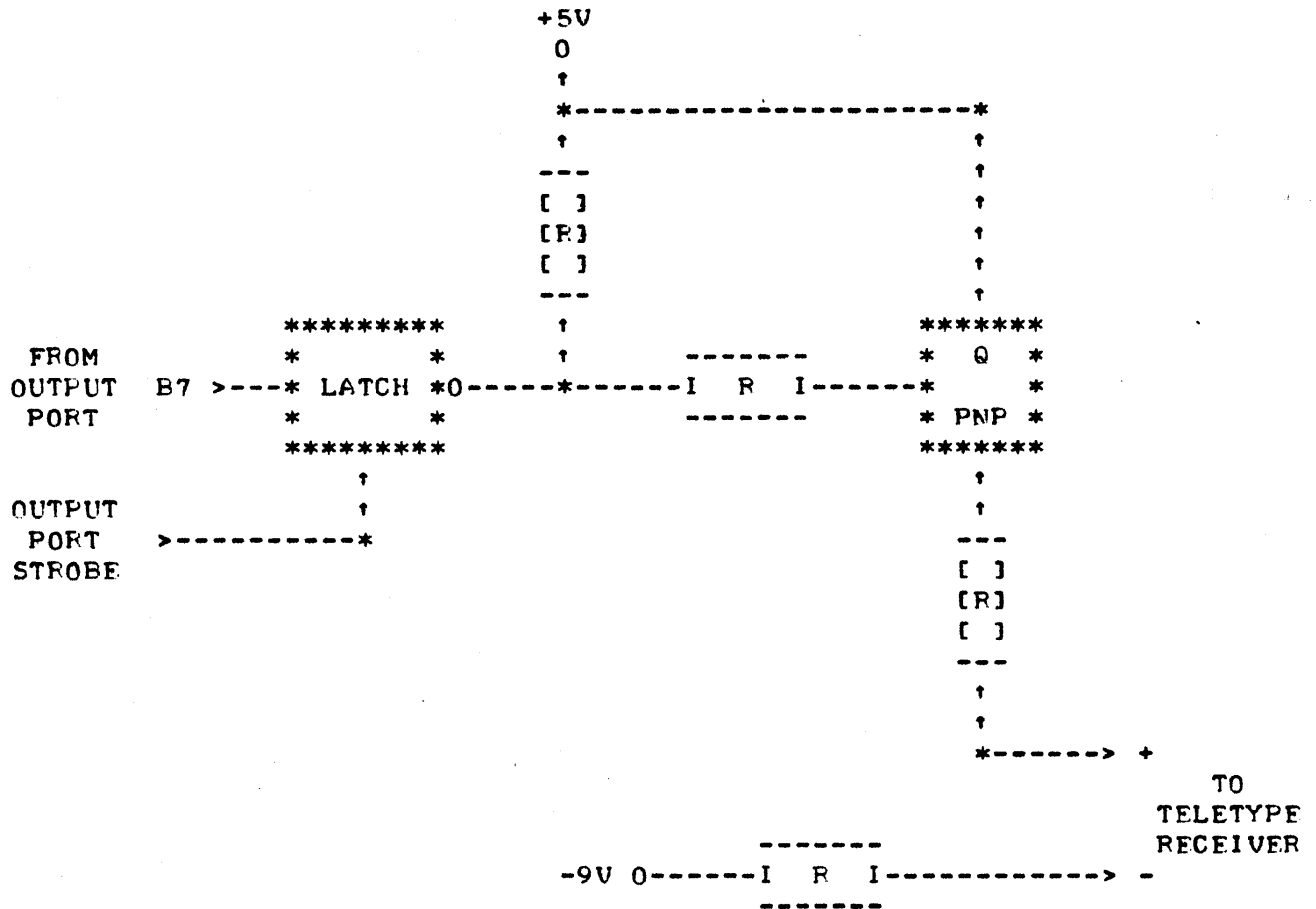 +5V
O
↑
*--------------------------*
↑ ↑
--- ↑
[ ] ↑
[R] ↑
[ ] ↑
--- ↑
********* ↑ *******
FROM * * ↑ ------- * Q *
OUTPUT B7 >---* LATCH *O------*-------I R I-------* *
PORT * * ------- * PNP *
********* *******
↑ ↑
OUTPUT ↑ ↑
PORT >------------* ---
STROBE [ ]
[R]
[ ]
---
↑
↑
*------> +
TO
TELETYPE
RECEIVER
-------
-9V O-------I R I--------------> -
-------